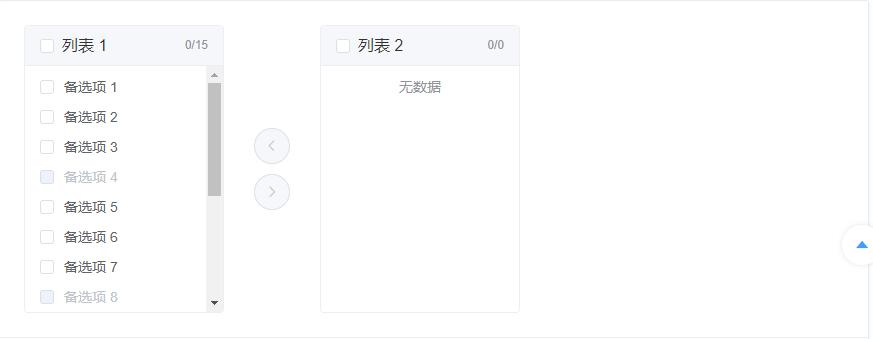 列表 1 0/15
备选项 1
备选项 2
备选项 3
备选项 4
备选项 5
备选项 6
备选项 7
备选项 8
列表 2 0/0
无数据